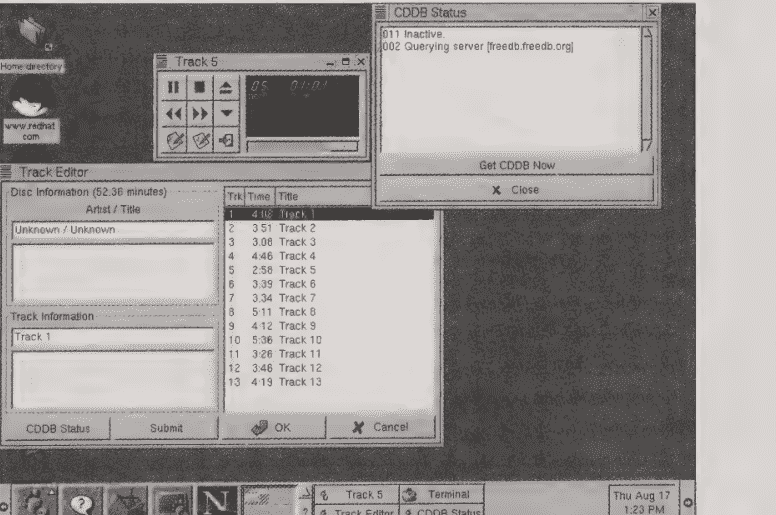 CDDB Status
011 Inactive.
002 Querying server [freedb.freedb.org]
Get CDDB Now
Close
Home directory
www.redhat
com
Track 5
05 01:01
Track Editor
Disc Information (52:36 minutes)
Artist / Title
Unknown / Unknown
Track Information
Track 1
CDDB Status
Submit
Trk Time Title
1 4:02 Track 1
2 3:51 Track 2
3 3:08 Track 3
4 4:46 Track 4
5 2:58 Track 5
6 3:39 Track 6
7 3:34 Track 7
8 5:11 Track 8
9 4:12 Track 9
10 5:36 Track 10
11 3:26 Track 11
12 3:46 Track 12
13 4:19 Track 13
OK
Cancel
N
Track 5
Terminal
Track Editor
CDDB Status
Thu Aug 17
1:23 PM